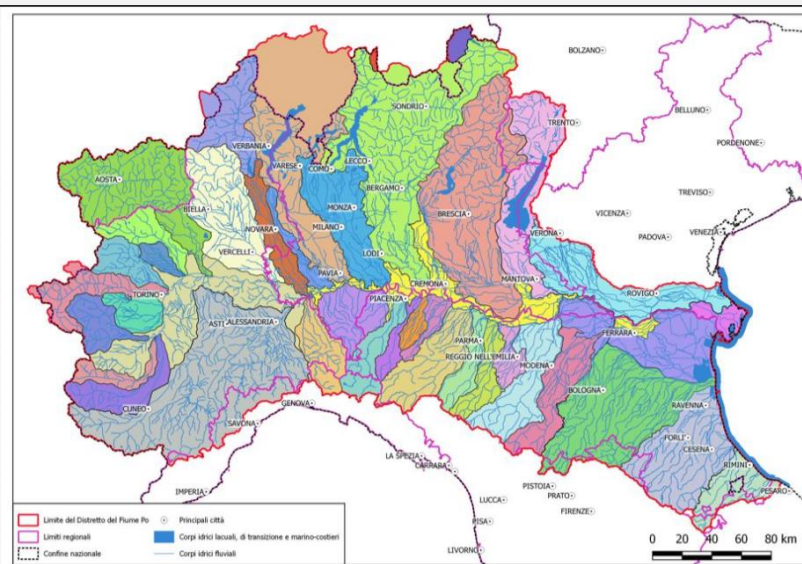 BOLZANO
SONDRIO
BELLUNO
TRENTO
PORDENONE
VERBANIA
LECCO
VARESE
COMO
AOSTA
BERGAMO
TREVISO
BIELLA
MONZA
BRESCIA
VICENZA
NOVARA
MILANO
VERONA
PADOVA
VENEZIA
VERCELLI
LODI
PAVIA
MANTOVA
CREMONA
ROVIGO
TORINO
PIACENZA
ASTI
ALESSANDRIA
FERRARA
PARMA
REGGIO NELL'EMILIA
MODENA
BOLOGNA
GENOVA
RAVENNA
CUNEO
SAVONA
FORLI'
CESENA
LA SPEZIA
RIMINI
CARRARA
IMPERIA
PISTOIA
PESARO
PRATO
LUCCA
FIRENZE
PISA
LIVORNO
Limite del Distretto del Fiume Po
Principali città
Limiti regionali
Corpi idrici lacuali, di transizione e marino-costieri
Confine nazionale
Corpi idrici fluviali
0 20 40 60 80 km